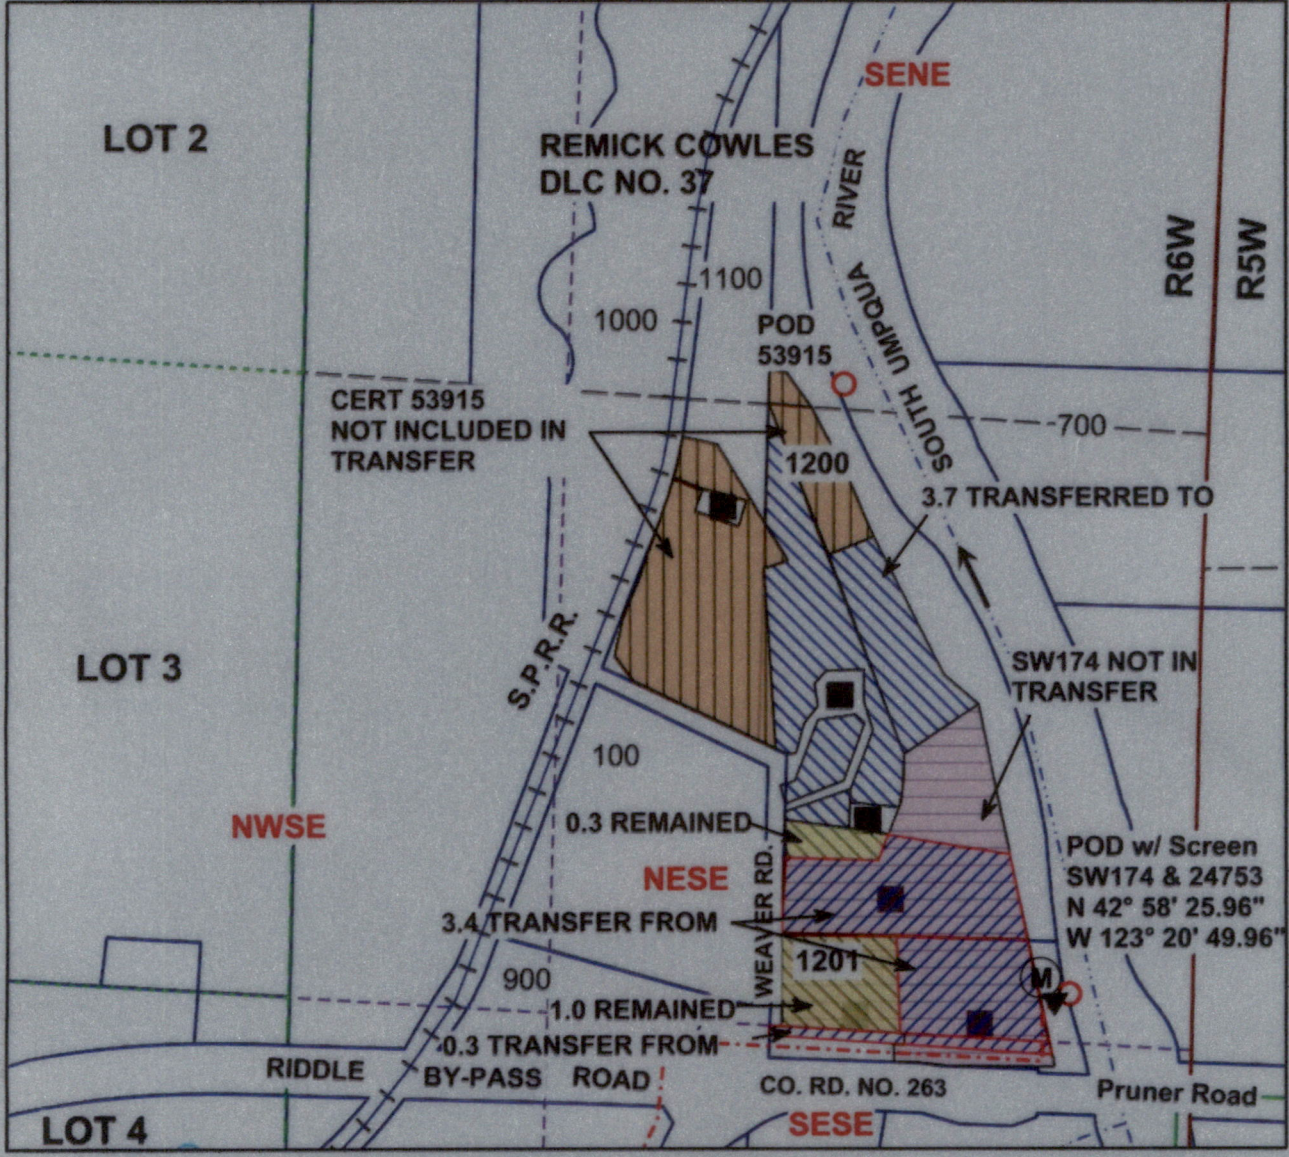 SENE
LOT 2
REMICK COWLES
DLC NO. 37
RIVER
R6W
R5W
SOUTH UMPQUA
1100
1000
POD
53915
CERT 53915
NOT INCLUDED IN
TRANSFER
700
1200
3.7 TRANSFERRED TO
S.P.R.R.
LOT 3
SW174 NOT IN
TRANSFER
100
NWSE
0.3 REMAINED
POD w/ Screen
SW174 & 24753
N 42° 58' 25.96"
W 123° 20' 49.96"
NESE
WEAVER RD.
3.4 TRANSFER FROM
1201
M
900
1.0 REMAINED
0.3 TRANSFER FROM
RIDDLE BY-PASS ROAD
CO. RD. NO. 263
Pruner Road
LOT 4
SESE